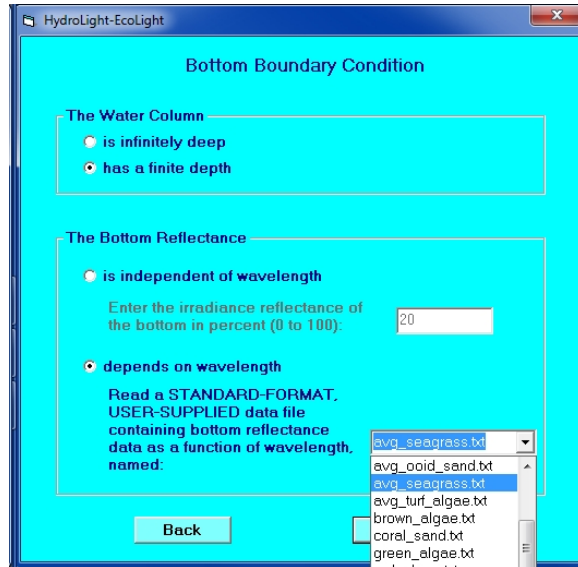 HydroLight-EcoLight
Bottom Boundary Condition
The Water Column
is infinitely deep
has a finite depth
The Bottom Reflectance
is independent of wavelength
Enter the irradiance reflectance of
the bottom in percent (0 to 100):
20
depends on wavelength
Read a STANDARD-FORMAT,
USER-SUPPLIED data file
containing bottom reflectance
data as a function of wavelength,
named:
avg_seagrass.txt
avg_ooid_sand.txt
avg_seagrass.txt
avg_turf_algae.txt
brown_algae.txt
coral_sand.txt
green_algae.txt
Back